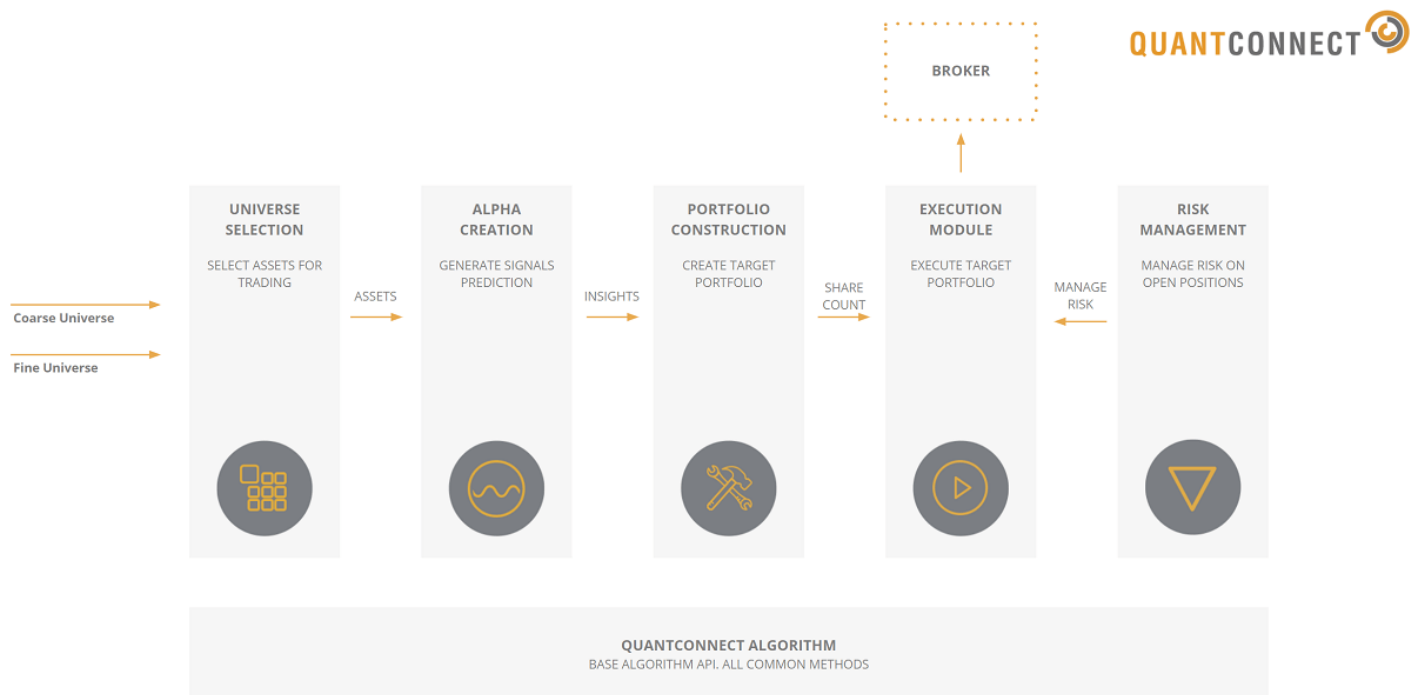 QUANTCONNECT
BROKER
UNIVERSE
SELECTION
SELECT ASSETS FOR
TRADING
ALPHA
CREATION
GENERATE SIGNALS
PREDICTION
PORTFOLIO
CONSTRUCTION
CREATE TARGET
PORTFOLIO
EXECUTION
MODULE
EXECUTE TARGET
PORTFOLIO
RISK
MANAGEMENT
MANAGE RISK ON
OPEN POSITIONS
Coarse Universe
Fine Universe
ASSETS
INSIGHTS
SHARE
COUNT
MANAGE
RISK
QUANTCONNECT ALGORITHM
BASE ALGORITHM API. ALL COMMON METHODS